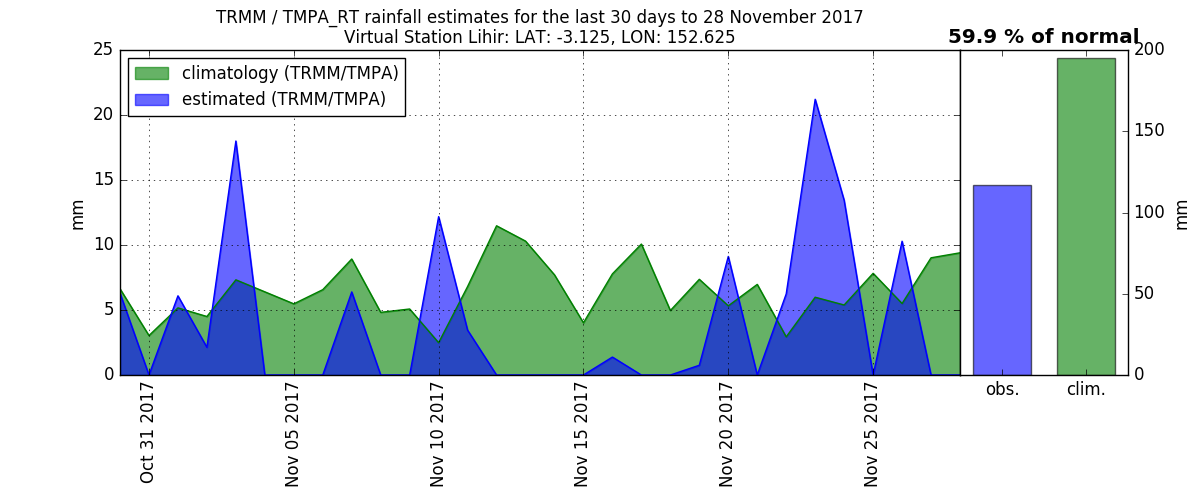 TRMM / TMPA_RT rainfall estimates for the last 30 days to 28 November 2017
Virtual Station Lihir: LAT: -3.125, LON: 152.625
59.9 % of normal
climatology (TRMM/TMPA)
estimated (TRMM/TMPA)
25
20
15
10
5
0
mm
Oct 31 2017
Nov 05 2017
Nov 10 2017
Nov 15 2017
Nov 20 2017
Nov 25 2017
200
150
100
50
0
mm
obs.
clim.